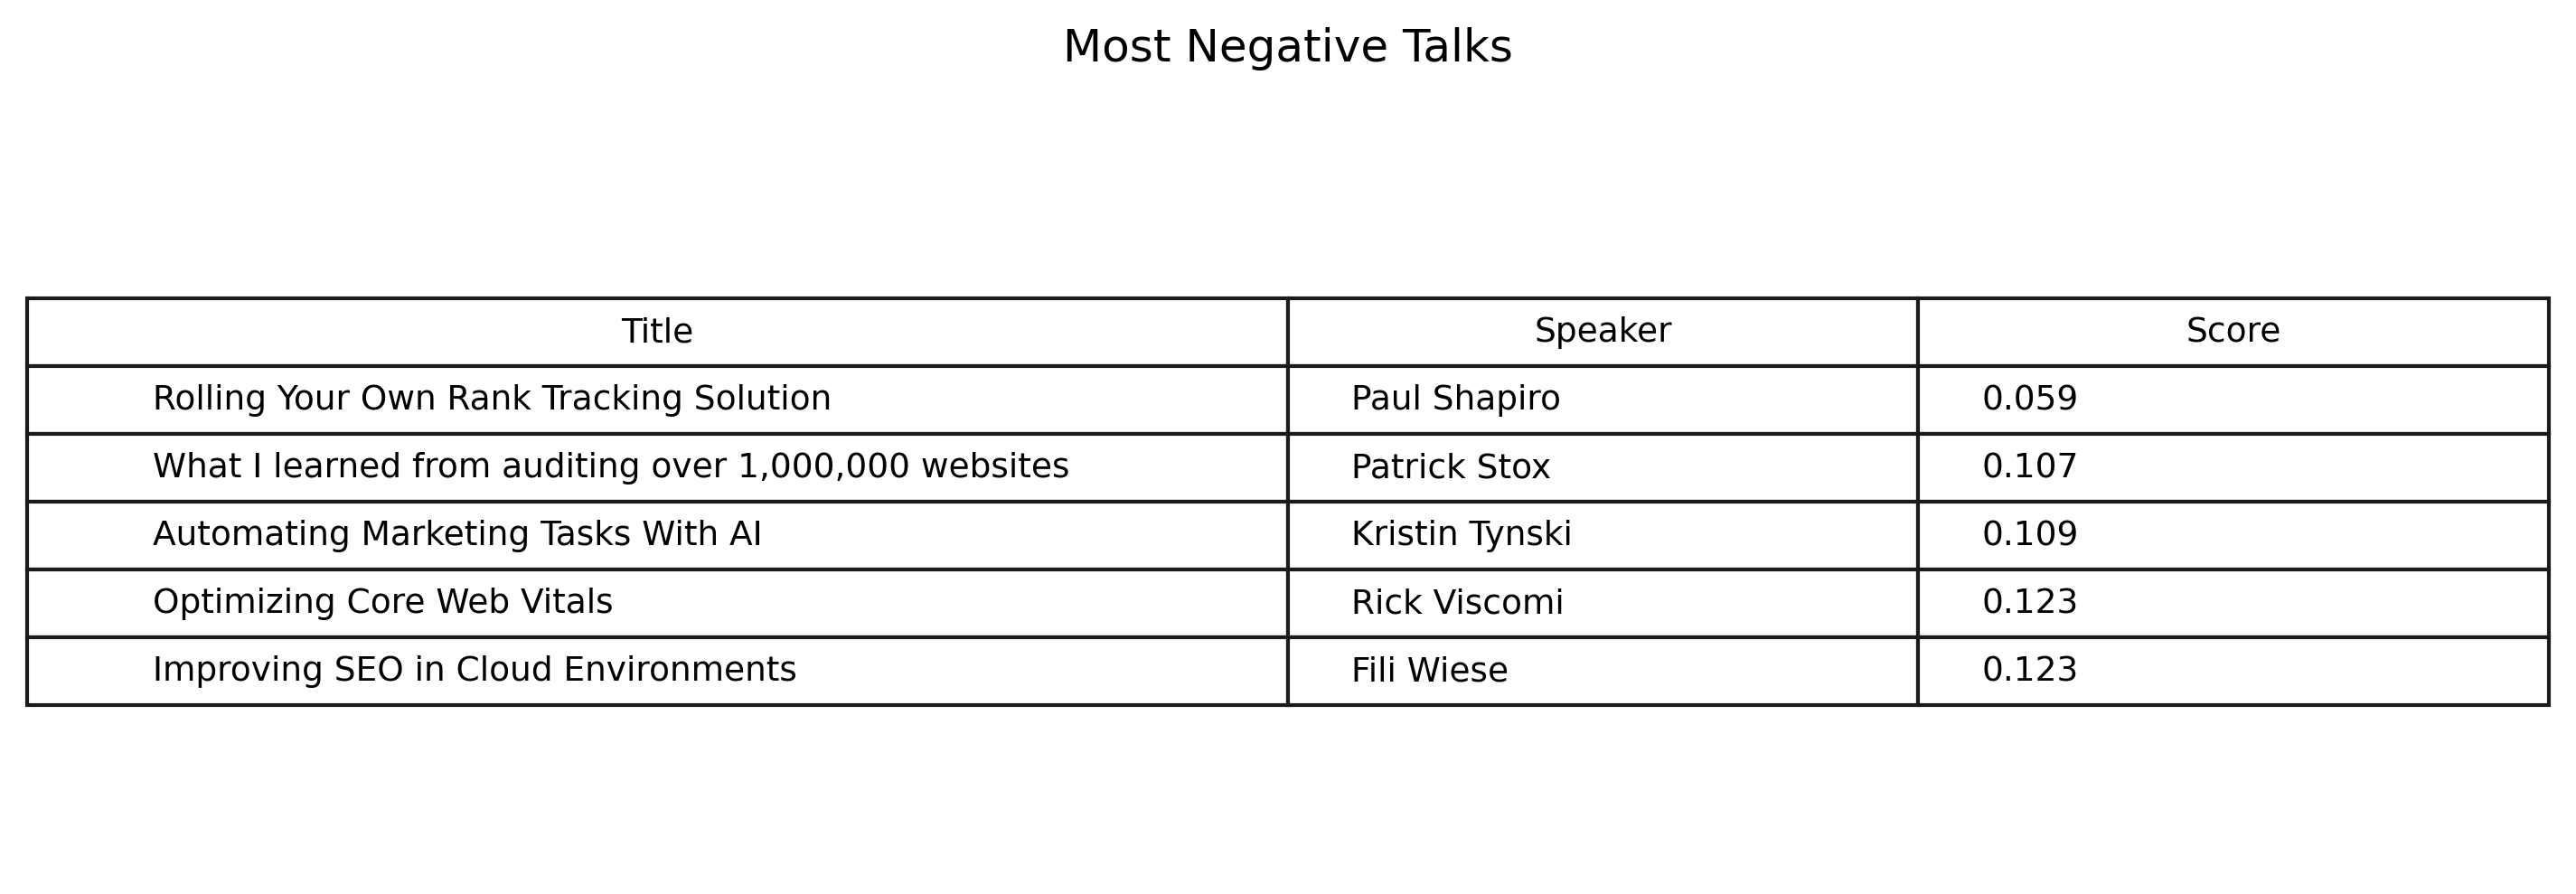 Most Negative Talks
Title Speaker Score
Rolling Your Own Rank Tracking Solution Paul Shapiro 0.059
What I learned from auditing over 1,000,000 websites Patrick Stox 0.107
Automating Marketing Tasks With AI Kristin Tynski 0.109
Optimizing Core Web Vitals Rick Viscomi 0.123
Improving SEO in Cloud Environments Fili Wiese 0.123